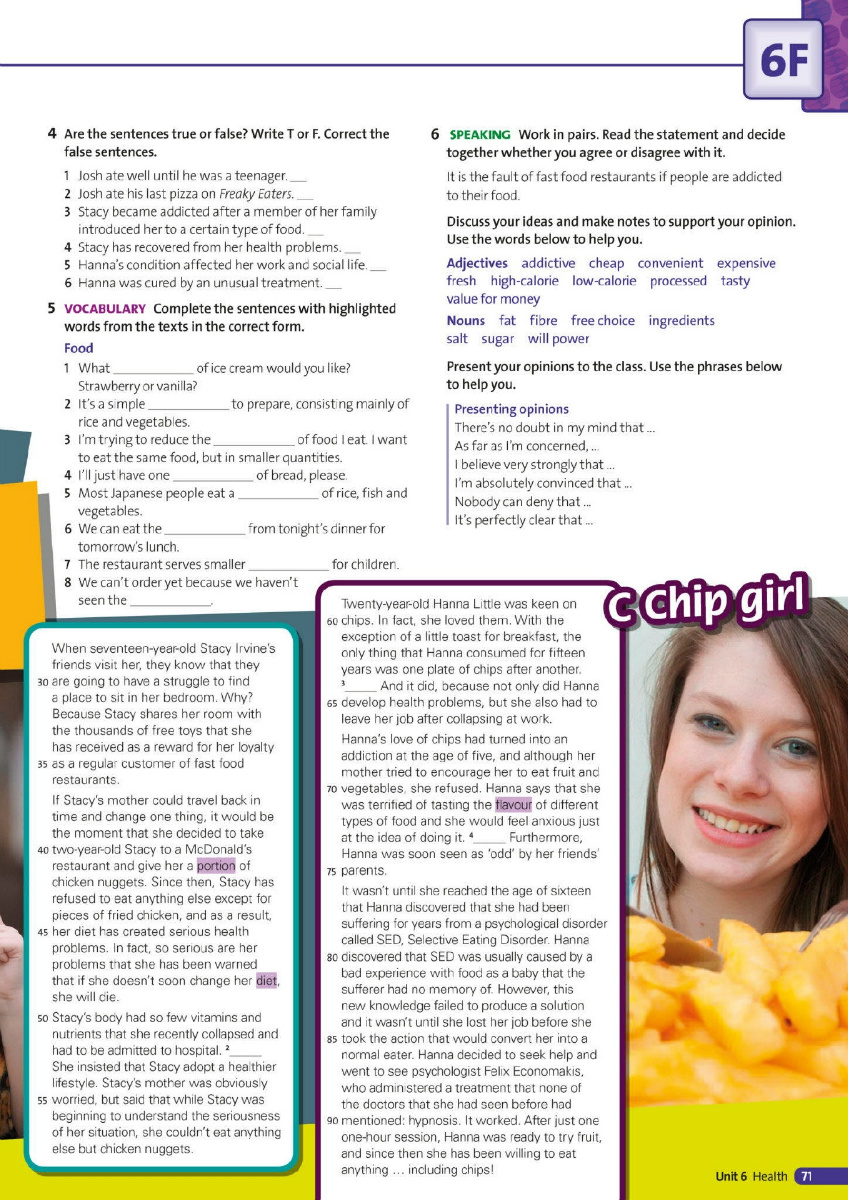 6F
4 Are the sentences true or false? Write T or F. Correct the
false sentences.
1 Josh ate well until he was a teenager. ___
2 Josh ate his last pizza on Freaky Eaters. ___
3 Stacy became addicted after a member of her family
introduced her to a certain type of food. ___
4 Stacy has recovered from her health problems. ___
5 Hanna's condition affected her work and social life. ___
6 Hanna was cured by an unusual treatment. ___
5 VOCABULARY Complete the sentences with highlighted
words from the texts in the correct form.
Food
1 What ____________ of ice cream would you like?
Strawberry or vanilla?
2 It's a simple ____________ to prepare, consisting mainly of
rice and vegetables.
3 I'm trying to reduce the ____________ of food I eat. I want
to eat the same food, but in smaller quantities.
4 I'll just have one ____________ of bread, please.
5 Most Japanese people eat a ____________ of rice, fish and
vegetables.
6 We can eat the ____________ from tonight's dinner for
tomorrow's lunch.
7 The restaurant serves smaller ____________ for children.
8 We can't order yet because we haven't
seen the ____________.
6 SPEAKING Work in pairs. Read the statement and decide
together whether you agree or disagree with it.
It is the fault of fast food restaurants if people are addicted
to their food.
Discuss your ideas and make notes to support your opinion.
Use the words below to help you.
Adjectives addictive cheap convenient expensive
fresh high-calorie low-calorie processed tasty
value for money
Nouns fat fibre free choice ingredients
salt sugar will power
Present your opinions to the class. Use the phrases below
to help you.
Presenting opinions
There's no doubt in my mind that ...
As far as I'm concerned, ...
I believe very strongly that ...
I'm absolutely convinced that ...
Nobody can deny that ...
It's perfectly clear that ...
When seventeen-year-old Stacy Irvine's
friends visit her, they know that they
30 are going to have a struggle to find
a place to sit in her bedroom. Why?
Because Stacy shares her room with
the thousands of free toys that she
has received as a reward for her loyalty
35 as a regular customer of fast food
restaurants.
If Stacy's mother could travel back in
time and change one thing, it would be
the moment that she decided to take
40 two-year-old Stacy to a McDonald's
restaurant and give her a portion of
chicken nuggets. Since then, Stacy has
refused to eat anything else except for
pieces of fried chicken, and as a result,
45 her diet has created serious health
problems. In fact, so serious are her
problems that she has been warned
that if she doesn't soon change her diet,
she will die.
50 Stacy's body had so few vitamins and
nutrients that she recently collapsed and
had to be admitted to hospital. 2_____
She insisted that Stacy adopt a healthier
lifestyle. Stacy's mother was obviously
55 worried, but said that while Stacy was
beginning to understand the seriousness
of her situation, she couldn't eat anything
else but chicken nuggets.
C Chip girl
Twenty-year-old Hanna Little was keen on
60 chips. In fact, she loved them. With the
exception of a little toast for breakfast, the
only thing that Hanna consumed for fifteen
years was one plate of chips after another.
3_____ And it did, because not only did Hanna
65 develop health problems, but she also had to
leave her job after collapsing at work.
Hanna's love of chips had turned into an
addiction at the age of five, and although her
mother tried to encourage her to eat fruit and
70 vegetables, she refused. Hanna says that she
was terrified of tasting the flavour of different
types of food and she would feel anxious just
at the idea of doing it. 4_____ Furthermore,
Hanna was soon seen as 'odd' by her friends'
75 parents.
It wasn't until she reached the age of sixteen
that Hanna discovered that she had been
suffering for years from a psychological disorder
called SED, Selective Eating Disorder. Hanna
80 discovered that SED was usually caused by a
bad experience with food as a baby that the
sufferer had no memory of. However, this
new knowledge failed to produce a solution
and it wasn't until she lost her job before she
85 took the action that would convert her into a
normal eater. Hanna decided to seek help and
went to see psychologist Felix Economakis,
who administered a treatment that none of
the doctors that she had seen before had
90 mentioned: hypnosis. It worked. After just one
one-hour session, Hanna was ready to try fruit,
and since then she has been willing to eat
anything ... including chips!
Unit 6 Health 71